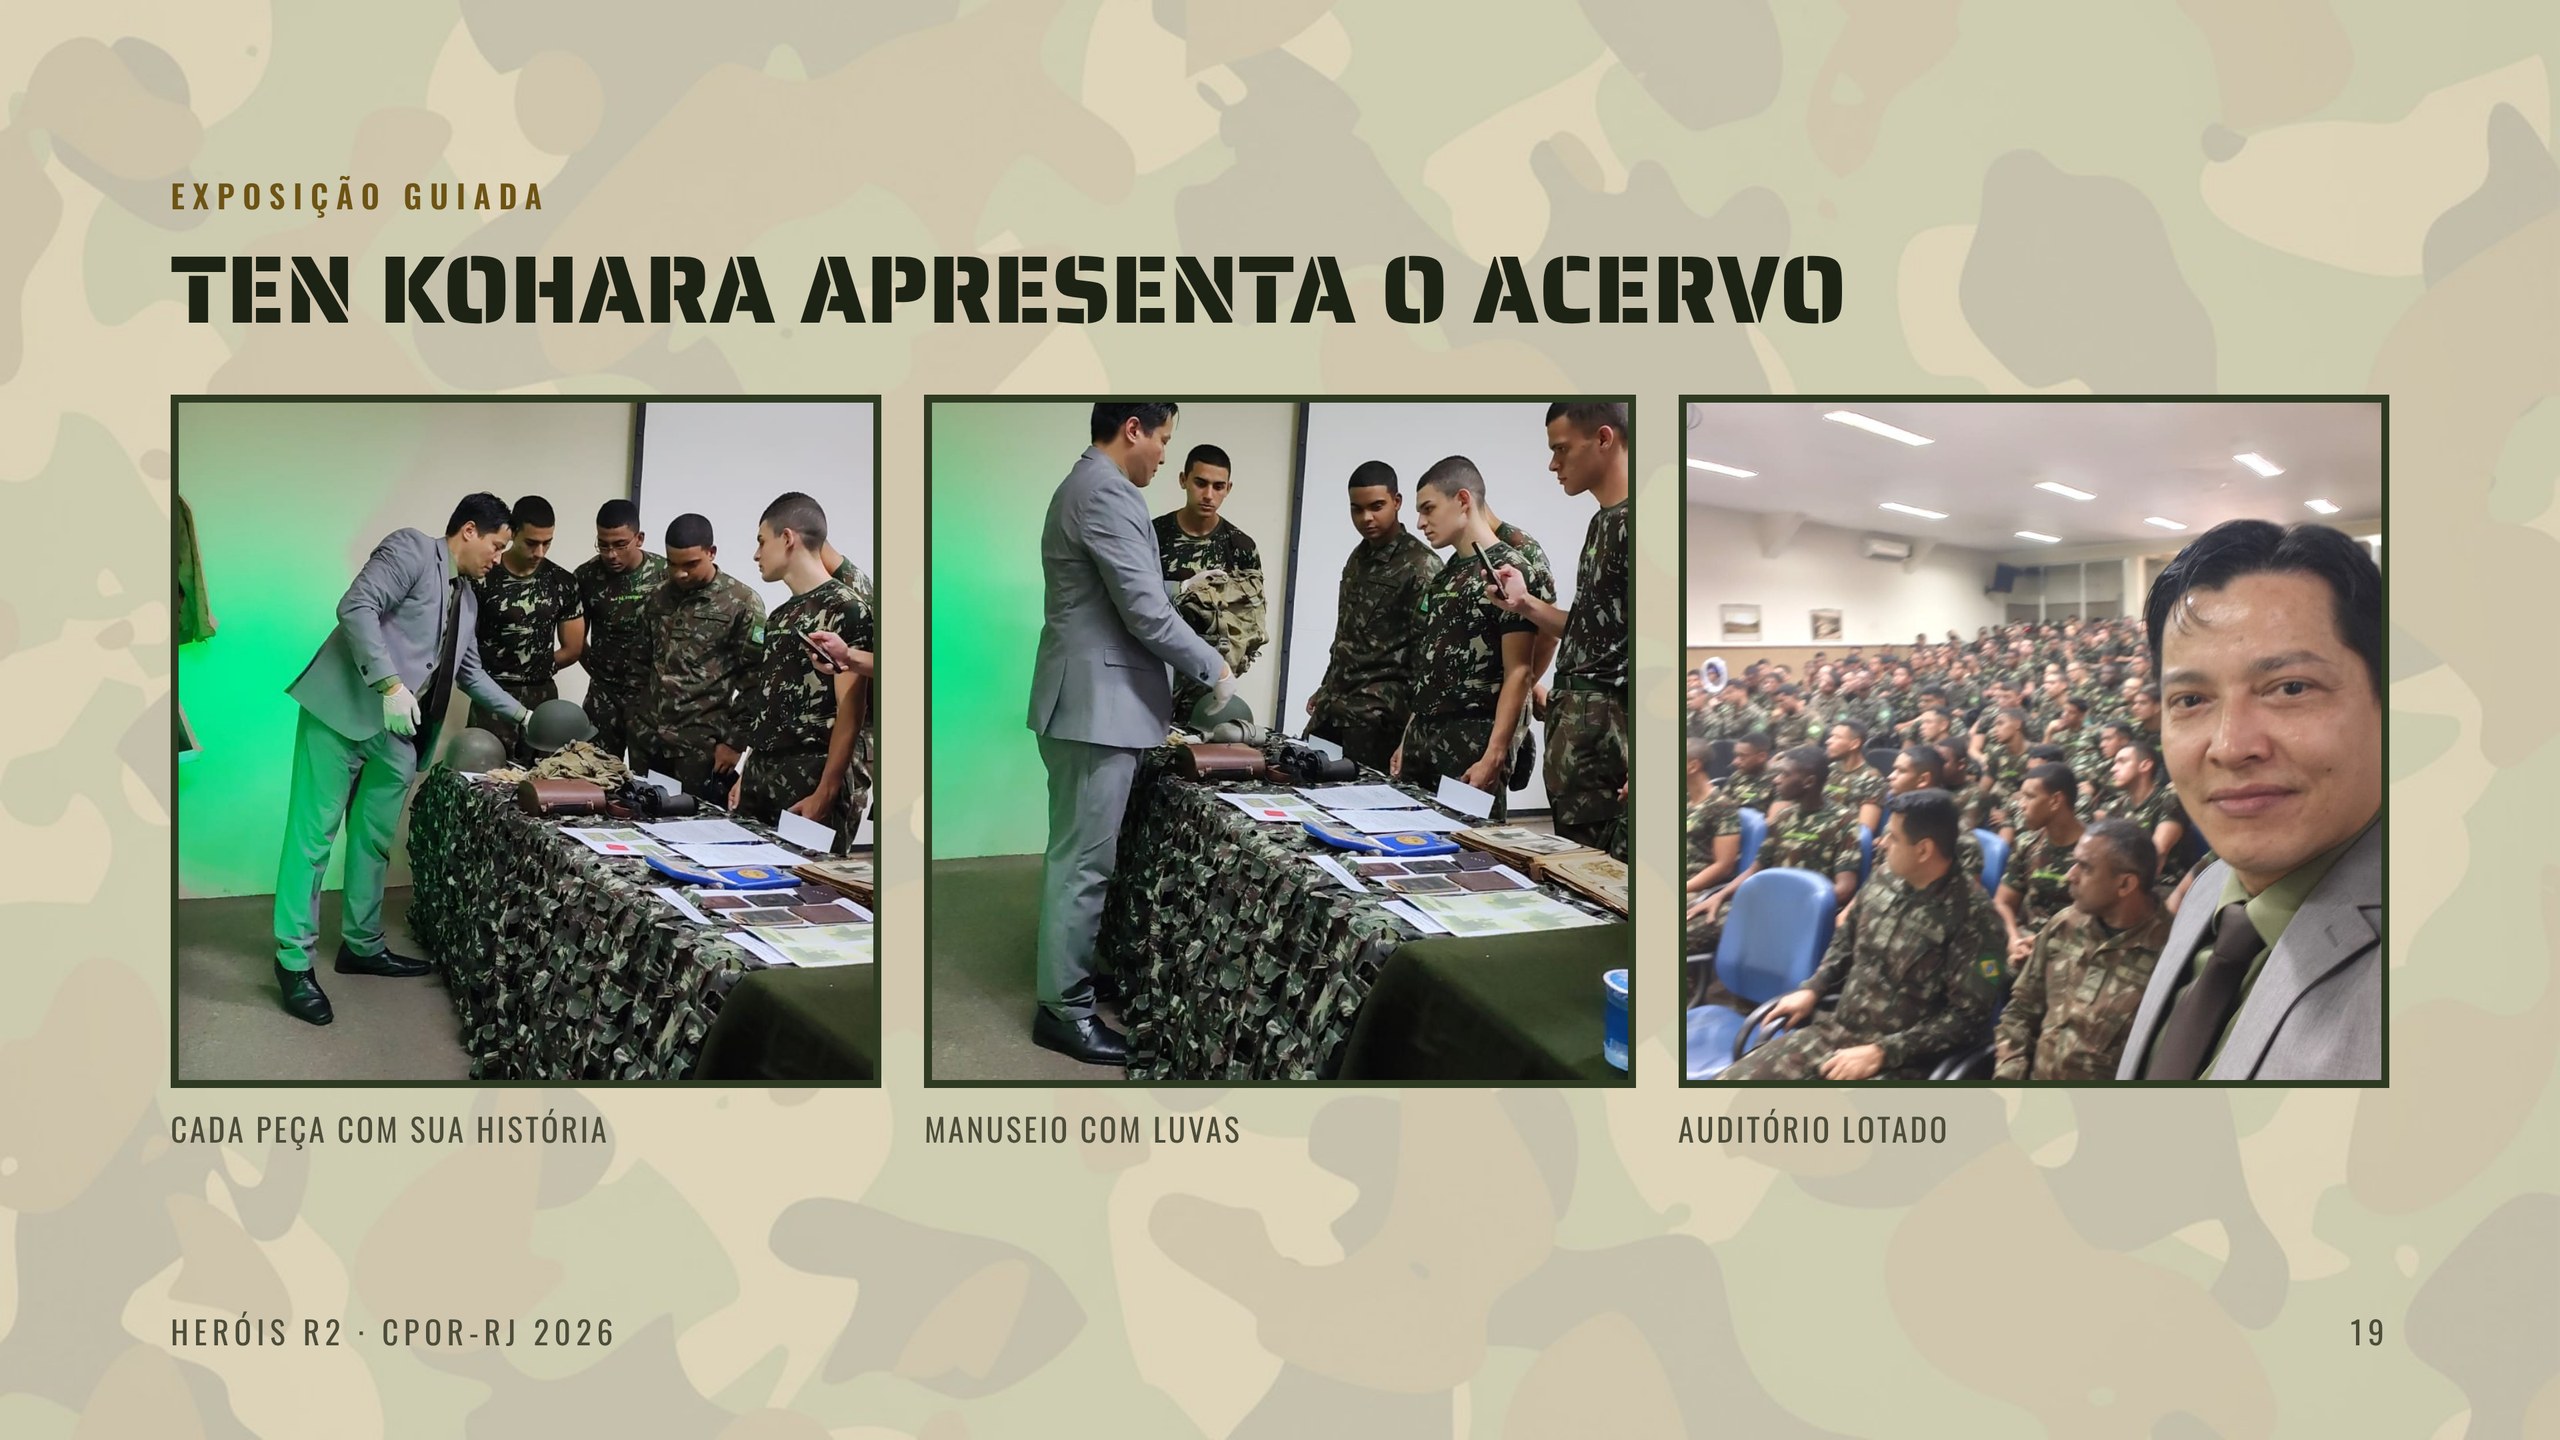 EXPOSIÇÃO GUIADA
TEN KOHARA APRESENTA O ACERVO
CADA PEÇA COM SUA HISTÓRIA
MANUSEIO COM LUVAS
AUDITÓRIO LOTADO
HERÓIS R2 · CPOR-RJ 2026
19